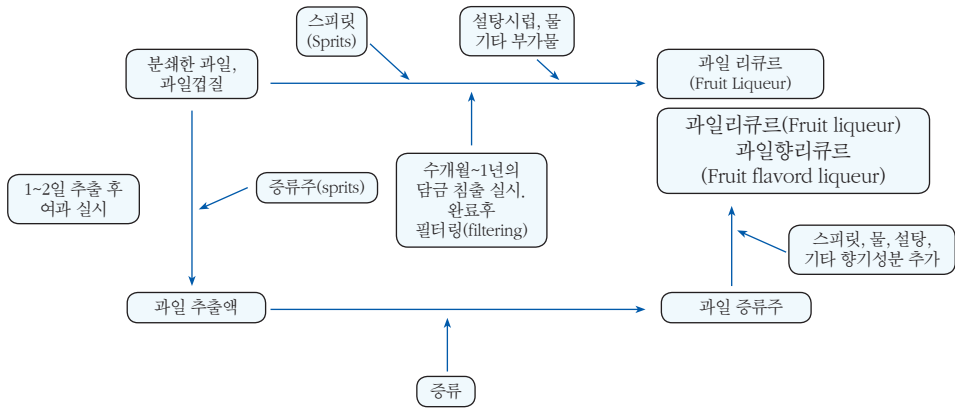 스피릿
(Sprits)
설탕시럽, 물
기타 부가물
분쇄한 과일,
과일껍질
과일 리큐르
(Fruit Liqueur)
과일리큐르(Fruit liqueur)
과일향리큐르
(Fruit flavord liqueur)
1~2일 추출 후
여과 실시
증류주(sprits)
수개월~1년의
담금 침출 실시.
완료후
필터링(filtering)
스피릿, 물, 설탕,
기타 향기성분 추가
과일 추출액
과일 증류주
증류